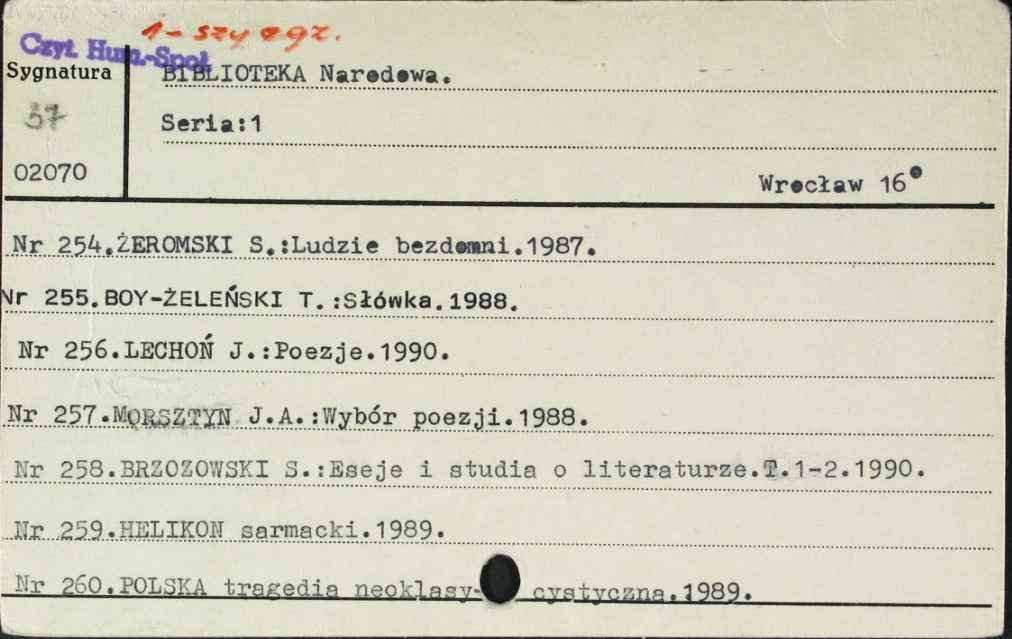 1-szy egz.
Czyt. Hum.-Społ.
Sygnatura
BIBLIOTEKA Narodowa.
37
Seria:1
02070
Wrocław 16°
Nr 254.ŻEROMSKI S.:Ludzie bezdomni.1987.
Nr 255.BOY-ŻELEŃSKI T.:Słówka.1988.
Nr 256.LECHOŃ J.:Poezje.1990.
Nr 257.MORSZTYN J.A.:Wybór poezji.1988.
Nr 258.BRZOZOWSKI S.:Eseje i studia o literaturze.T.1-2.1990.
Nr 259.HELIKON sarmacki.1989.
Nr 260.POLSKA tragedia neoklasy- cystyczna.1989.